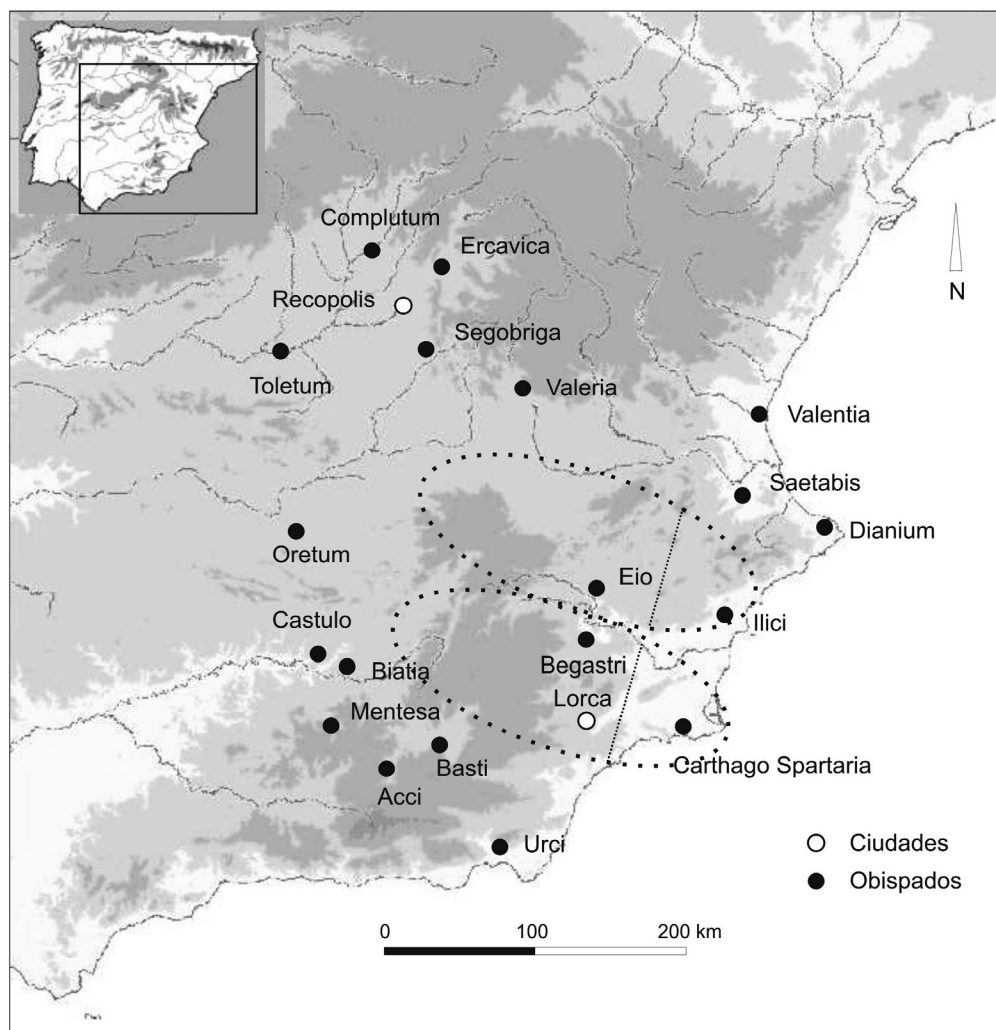 Complutum
Ercavica
Recopolis
Segobriga
Toletum
Valeria
Valentia
N
Saetabis
Dianium
Oretum
Eio
Ilici
Castulo
Biatia
Begastri
Lorca
Mentesa
Basti
Carthago Spartaria
Acci
Urci
Ciudades
Obispados
0 100 200 km